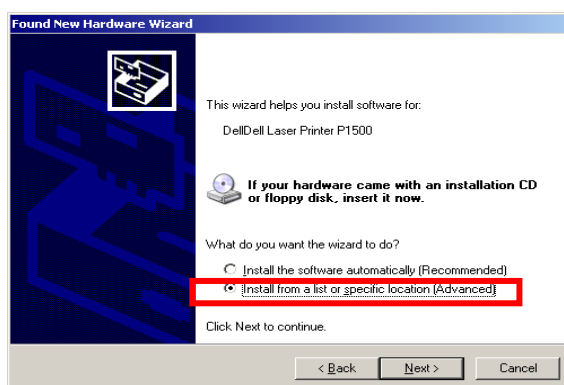 Found New Hardware Wizard
This wizard helps you install software for:
DellDell Laser Printer P1500
If your hardware came with an installation CD
or floppy disk, insert it now.
What do you want the wizard to do?
Install the software automatically (Recommended)
Install from a list or specific location (Advanced)
Click Next to continue.
< Back Next > Cancel